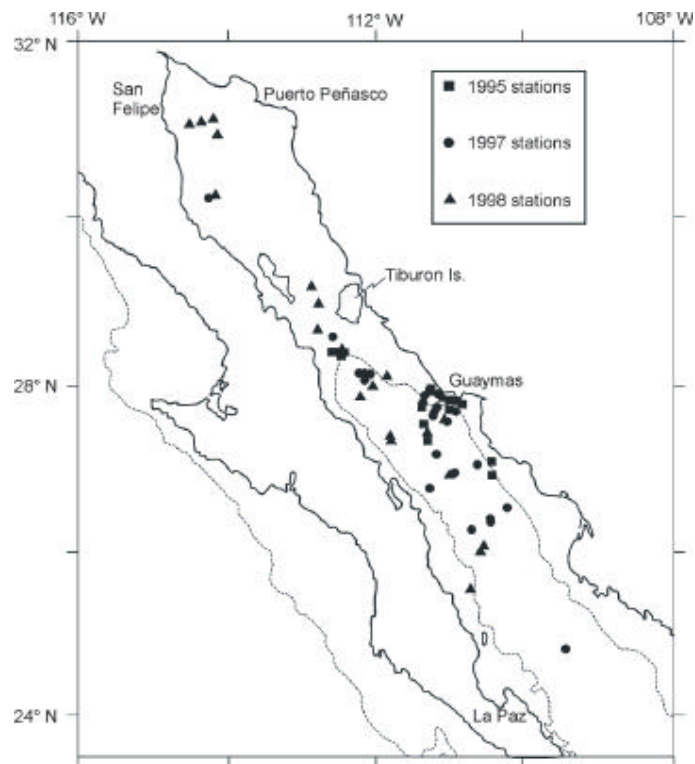 116° W
112° W
108° W
32° N
San
Felipe
Puerto Peñasco
1995 stations
1997 stations
1998 stations
Tiburon Is.
28° N
Guaymas
24° N
La Paz